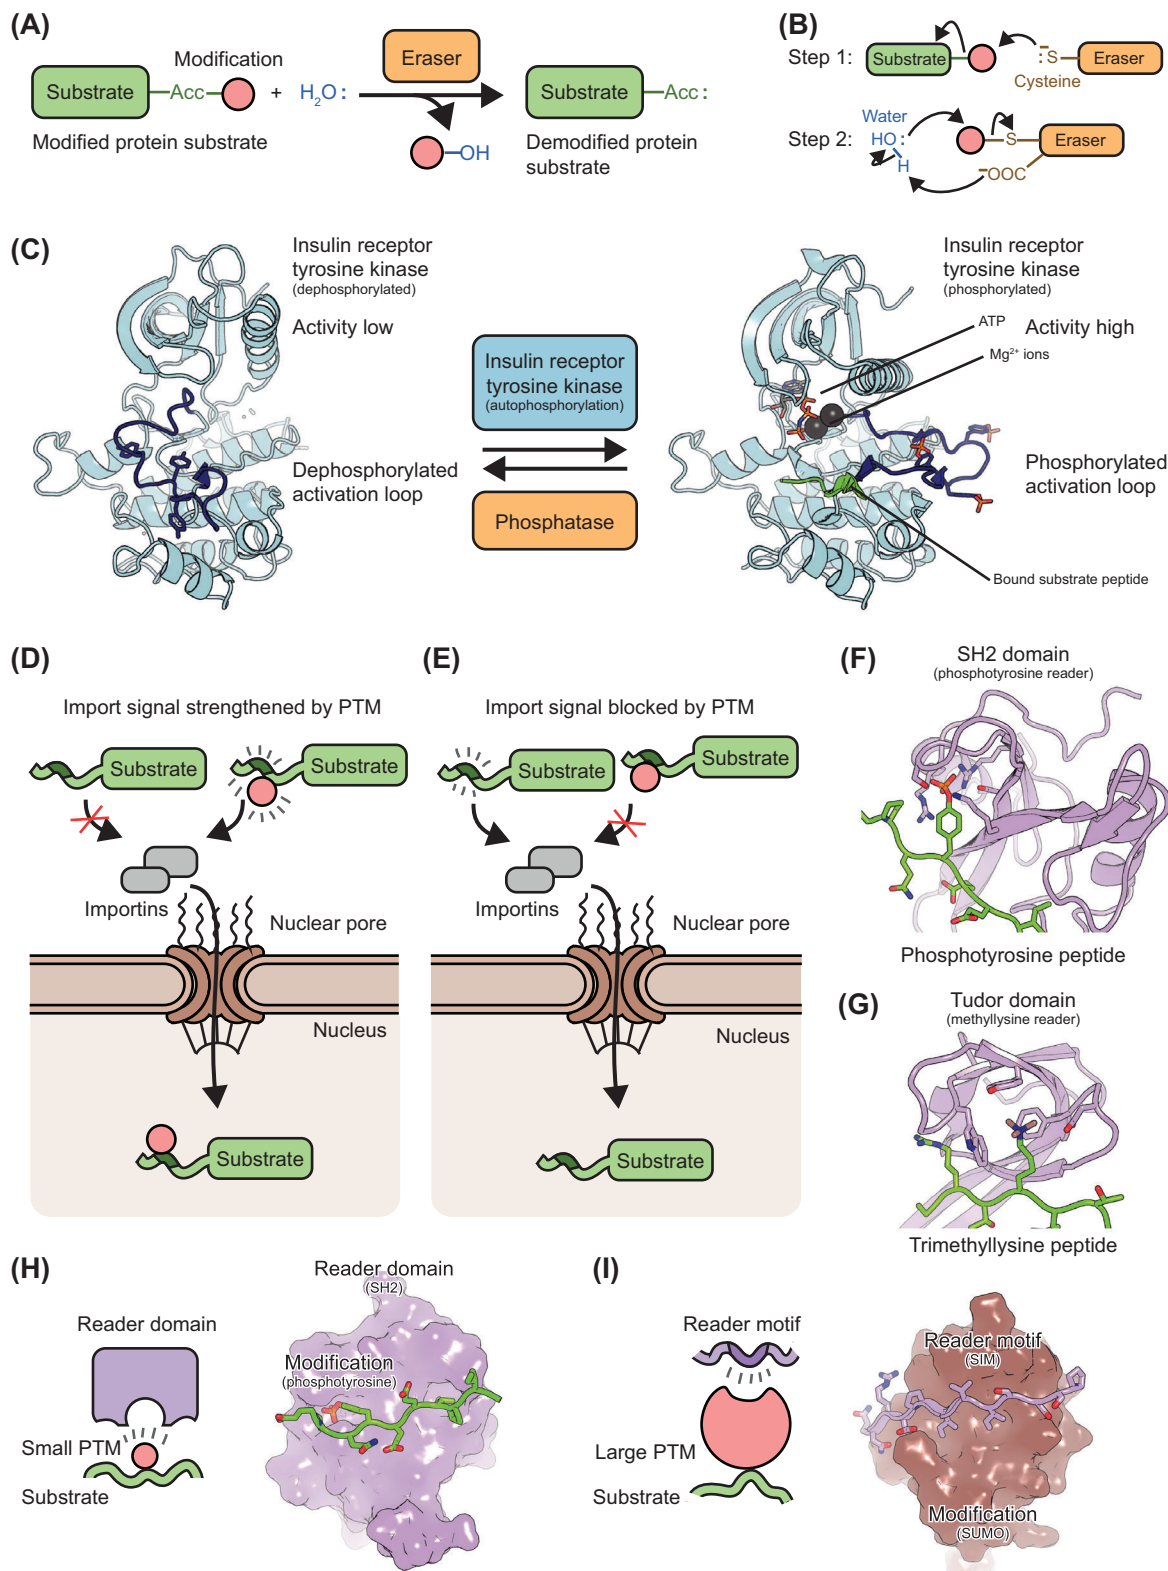 (A)
Modification
Substrate
Acc
+
H2O:
Eraser
Substrate
Acc:
Modified protein substrate
OH
Demodified protein
substrate
(B)
Step 1:
Substrate
:S
Eraser
Cysteine
Step 2:
Water
HO:
H
S
Eraser
−OOC
(C)
Insulin receptor
tyrosine kinase
(dephosphorylated)
Activity low
Dephosphorylated
activation loop
Insulin receptor
tyrosine kinase
(autophosphorylation)
Phosphatase
Insulin receptor
tyrosine kinase
(phosphorylated)
ATP
Activity high
Mg2+ ions
Phosphorylated
activation loop
Bound substrate peptide
(D)
Import signal strengthened by PTM
Substrate
Substrate
Importins
Nuclear pore
Nucleus
Substrate
(E)
Import signal blocked by PTM
Substrate
Substrate
Importins
Nuclear pore
Nucleus
Substrate
(F)
SH2 domain
(phosphotyrosine reader)
Phosphotyrosine peptide
(G)
Tudor domain
(methyllysine reader)
Trimethyllysine peptide
(H)
Reader domain
Small PTM
Substrate
Reader domain
(SH2)
Modification
(phosphotyrosine)
(I)
Reader motif
Large PTM
Substrate
Reader motif
(SIM)
Modification
(SUMO)